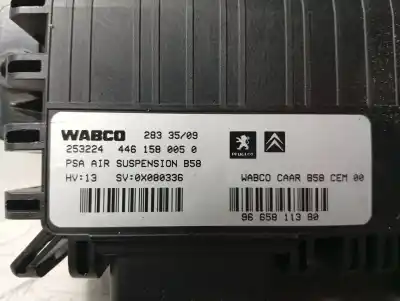 WABCO 283 35/09
253224 446 158 005 0
PSA AIR SUSPENSION B58
HV:13 SV:0X080336
PEUGEOT
WABCO CAAR B58 CEM 00
96 658 113 80